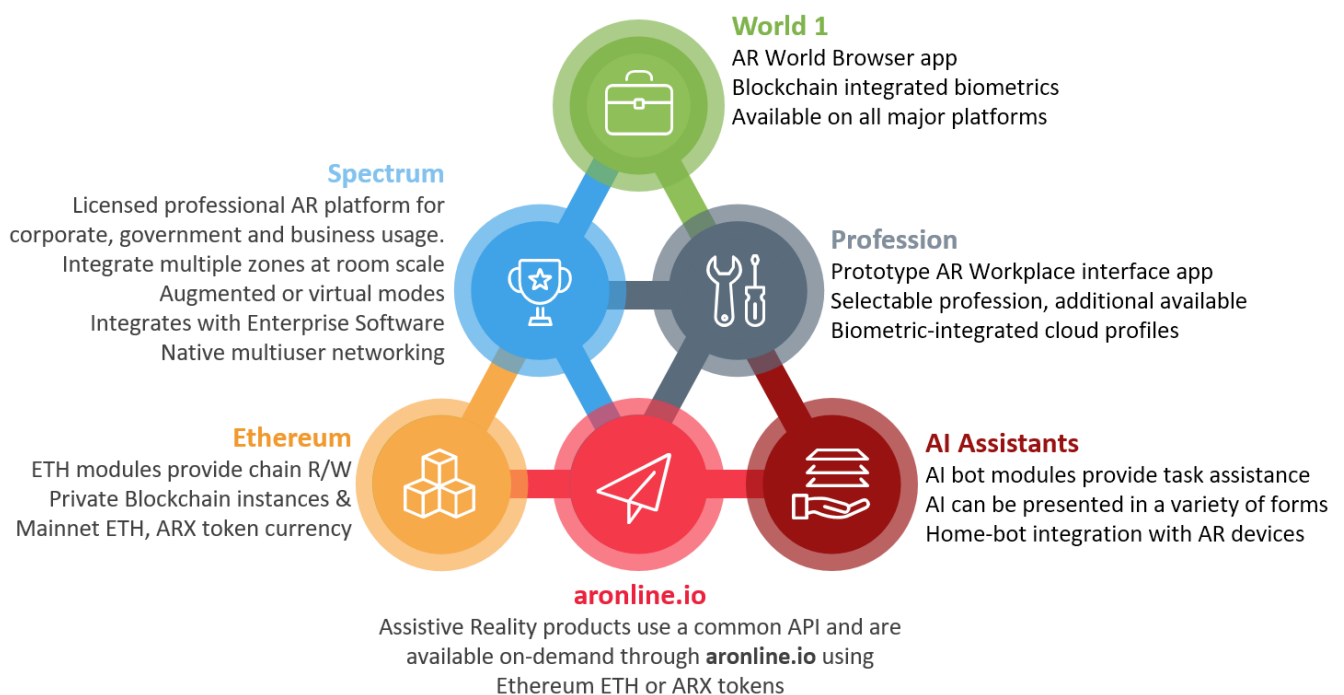 World 1
AR World Browser app
Blockchain integrated biometrics
Available on all major platforms
Spectrum
Licensed professional AR platform for
corporate, government and business usage.
Integrate multiple zones at room scale
Augmented or virtual modes
Integrates with Enterprise Software
Native multiuser networking
Profession
Prototype AR Workplace interface app
Selectable profession, additional available
Biometric-integrated cloud profiles
Ethereum
ETH modules provide chain R/W
Private Blockchain instances &
Mainnet ETH, ARX token currency
AI Assistants
AI bot modules provide task assistance
AI can be presented in a variety of forms
Home-bot integration with AR devices
aronline.io
Assistive Reality products use a common API and are
available on-demand through aronline.io using
Ethereum ETH or ARX tokens